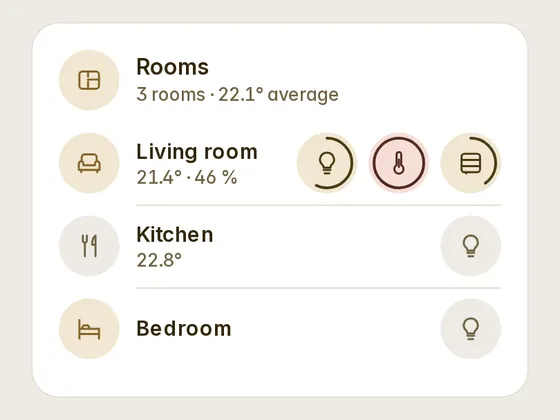 Rooms
3 rooms · 22.1° average
Living room
21.4° · 46 %
Kitchen
22.8°
Bedroom